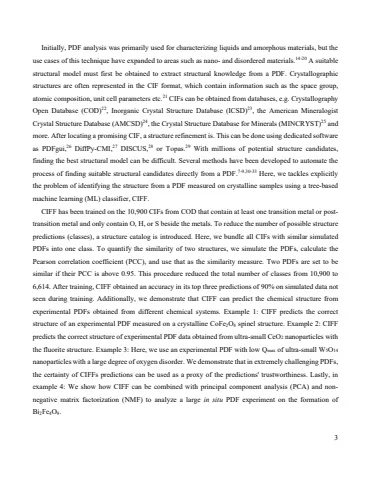 Initially, PDF analysis was primarily used for characterizing liquids and amorphous materials, but the
use cases of this technique have expanded to areas such as nano- and disordered materials.19-20 A suitable
structural model must first be obtained to extract structural knowledge from a PDF. Crystallographic
structures are often represented in the CIF format, which contain information such as the space group,
atomic composition, unit cell parameters etc.21 CIFs can be obtained from databases, e.g. Crystallography
Open Database (COD)22, Inorganic Crystal Structure Database (ICSD)23, the American Mineralogist
Crystal Structure Database (AMCSD)24, the Crystal Structure Database for Minerals (MINCRYST)25 and
more. After locating a promising CIF, a structure refinement is. This can be done using dedicated software
as PDFgui,26 DiffPy-CMI,27 DISCUS,28 or Topas.29 With millions of potential structure candidates,
finding the best structural model can be difficult. Several methods have been developed to automate the
process of finding suitable structural candidates directly from a PDF. Here, we tackles explicitly
the problem of identifying the structure from a PDF measured on crystalline samples using a tree-based
machine learning (ML) classifier, CIFF.
CIFF has been trained on the 10,900 CIFs from COD that contain at least one transition metal or post-
transition metal and only contain O, H, or S beside the metals. To reduce the number of possible structure
predictions (classes), a structure catalog is introduced. Here, we bundle all CIFs with similar simulated
PDFs into one class. To quantify the similarity of two structures, we simulate the PDFs, calculate the
Pearson correlation coefficient (PCC), and use that as the similarity measure. Two PDFs are set to be
similar if their PCC is above 0.95. This procedure reduced the total number of classes from 10,900 to
6,614. After training, CIFF obtained an accuracy in its top three predictions of 90% on simulated data not
seen during training. Additionally, we demonstrate that CIFF can predict the chemical structure from
experimental PDFs obtained from different chemical systems. Example 1: CIFF predicts the correct
structure of an experimental PDF measured on a crystalline CoFe2O4 spinel structure. Example 2: CIFF
predicts the correct structure of experimental PDF data obtained from ultra-small CeO2 nanoparticles with
the fluorite structure. Example 3: Here, we use an experimental PDF with low Qmax of ultra-small W5O14
nanoparticles with a large degree of oxygen disorder. We demonstrate that in extremely challenging PDFs,
the certainty of CIFFs predictions can be used as a proxy of the predictions' trustworthiness. Lastly, in
example 4: We show how CIFF can be combined with principal component analysis (PCA) and non-
negative matrix factorization (NMF) to analyze a large in situ PDF experiment on the formation of
Bi2Fe4O9.
3